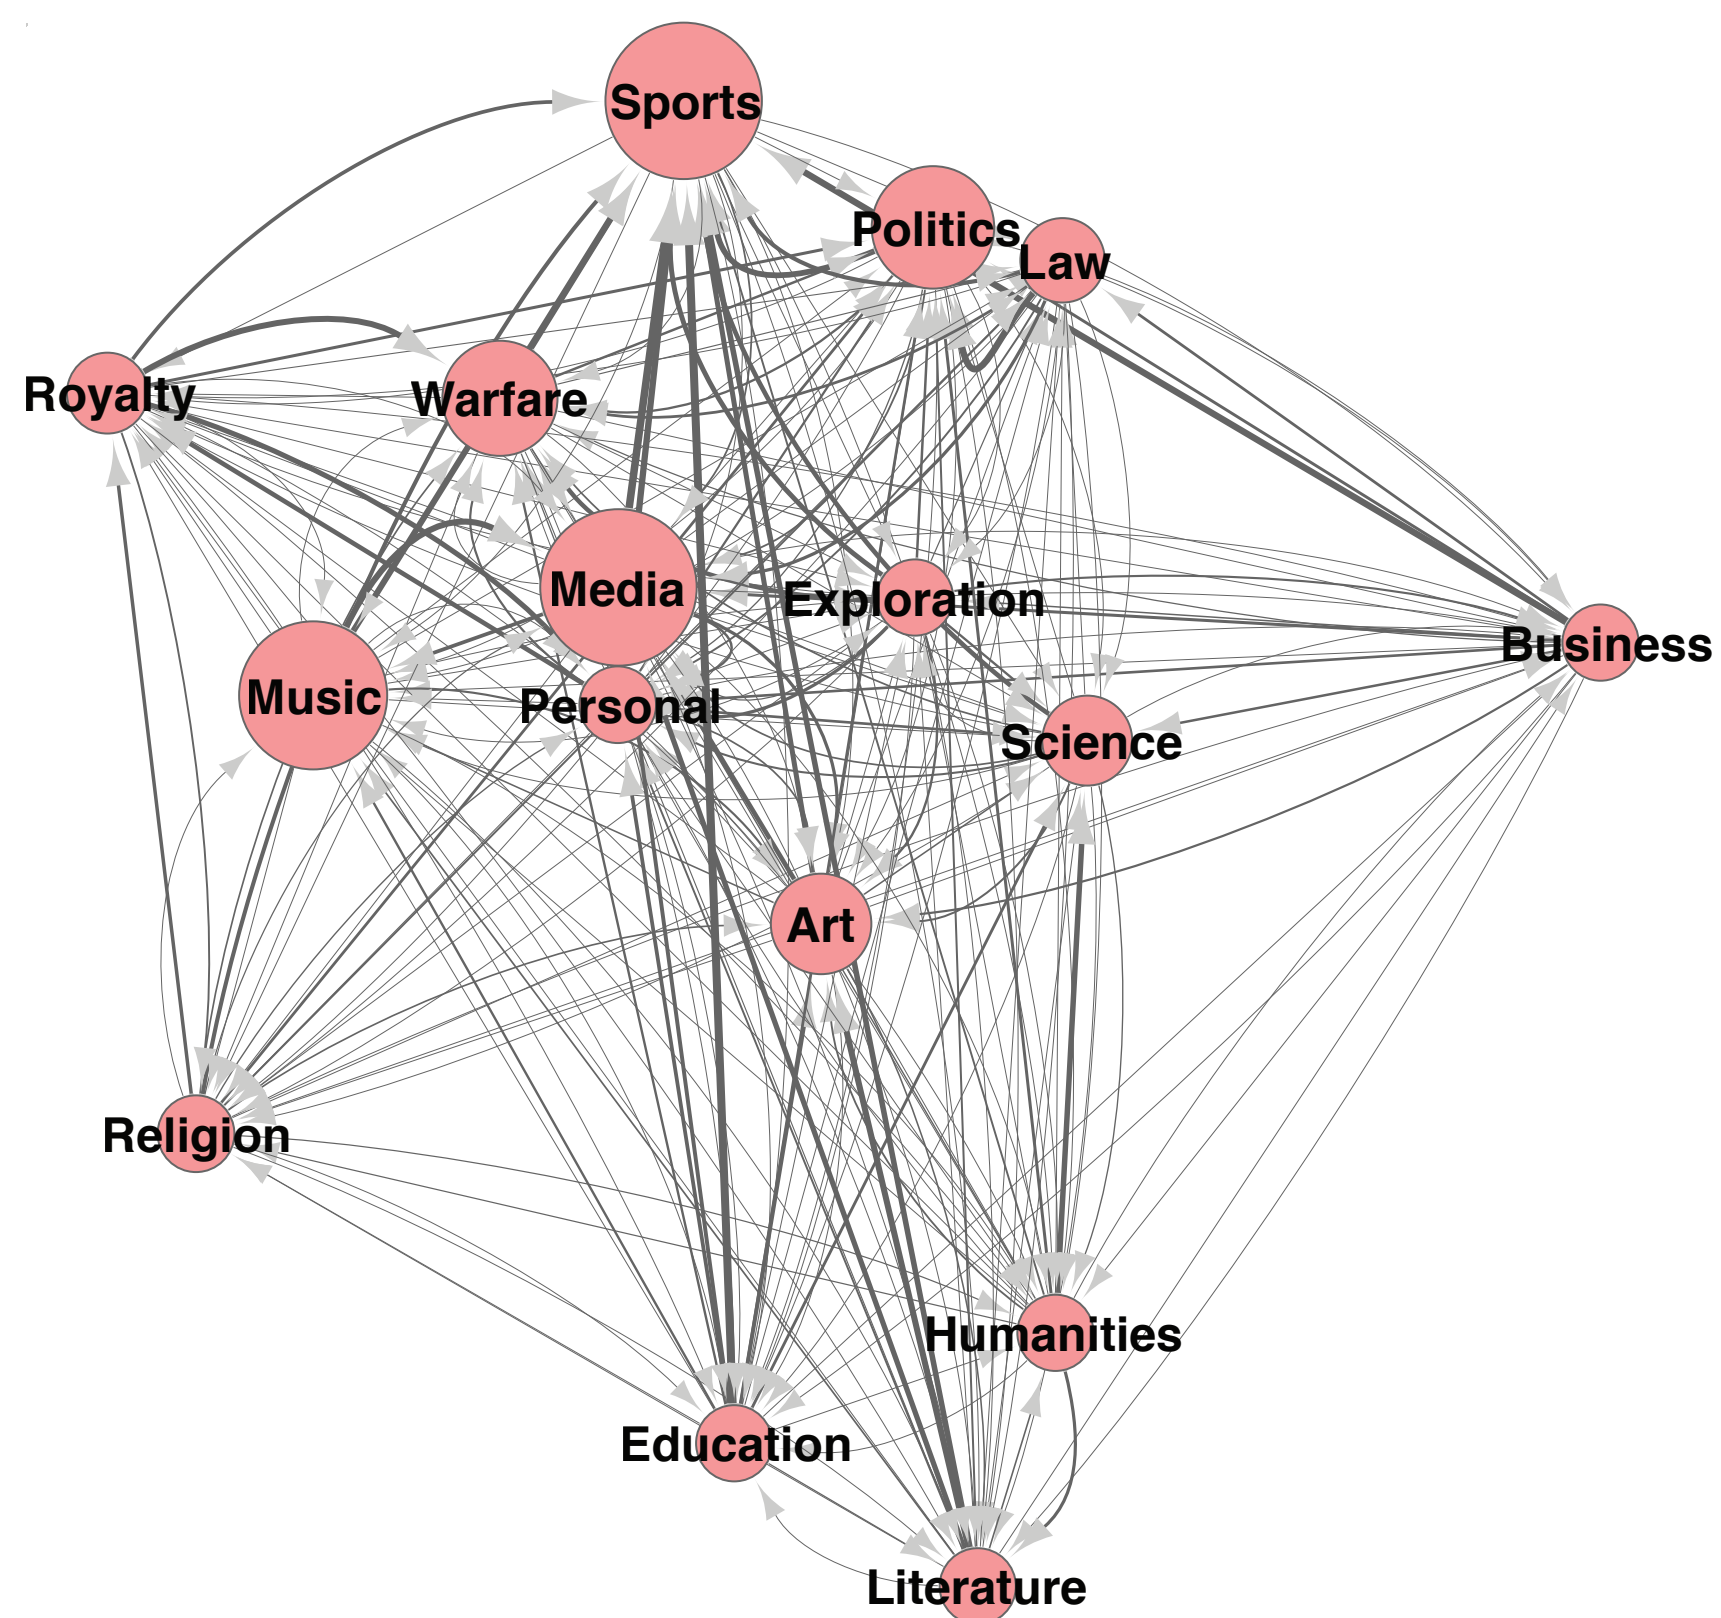 Sports
Politics
Law
Royalty
Warfare
Media
Exploration
Business
Music
Personal
Science
Art
Religion
Humanities
Education
Literature